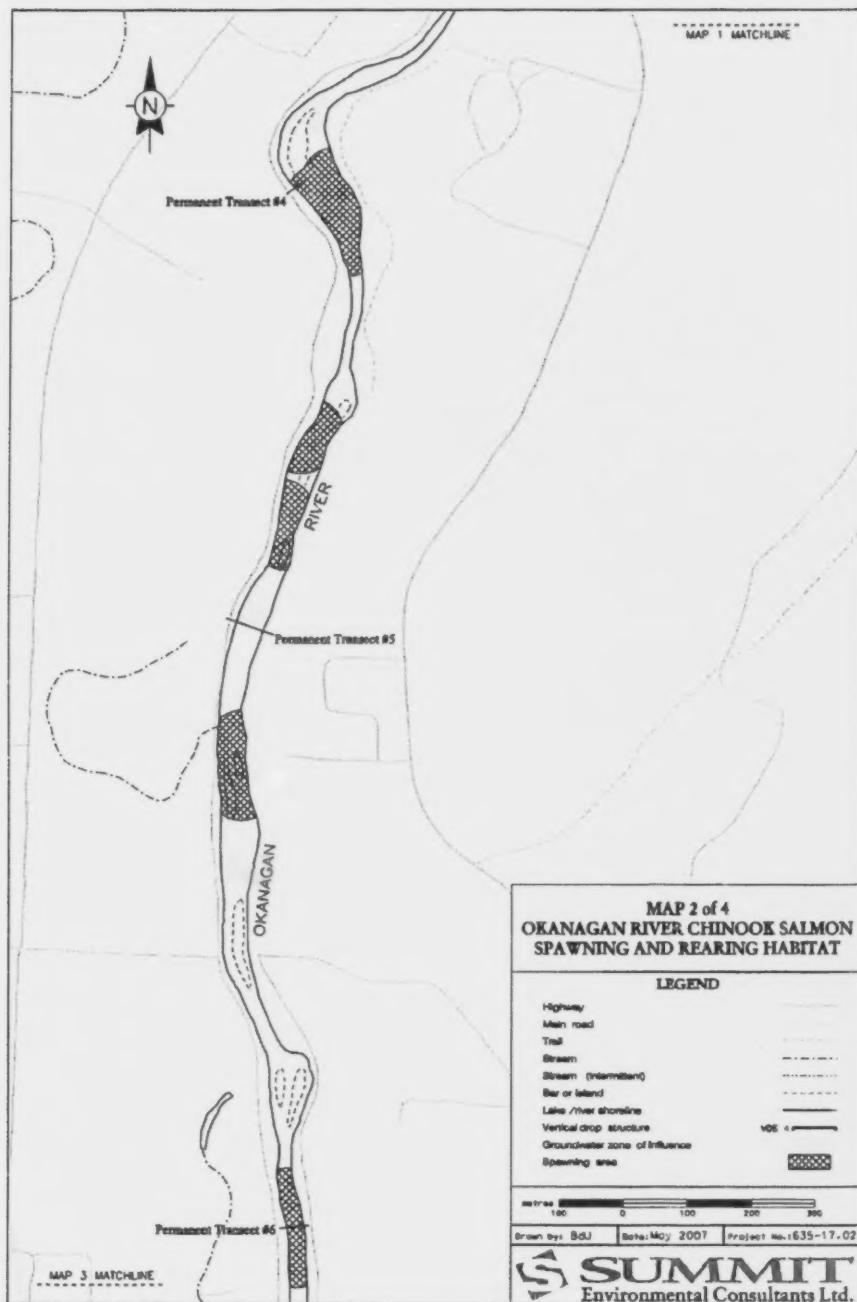 MAP 1 MATCHLINE
N
Permanent Transect #4
RIVER
Permanent Transect #5
OKANAGAN
Permanent Transect #6
MAP 3 MATCHLINE
MAP 2 of 4
OKANAGAN RIVER CHINOOK SALMON
SPAWNING AND REARING HABITAT
LEGEND
Highway
Main road
Trail
Stream
Stream (intermittent)
Bar or island
Lake /river shoreline
Vertical drop structure VDS 4
Groundwater zone of influence
Spawning area
metres
100 0 100 200 300
Drawn by: BdJ Date: May 2007 Project No.: 635-17.02
SUMMIT
Environmental Consultants Ltd.